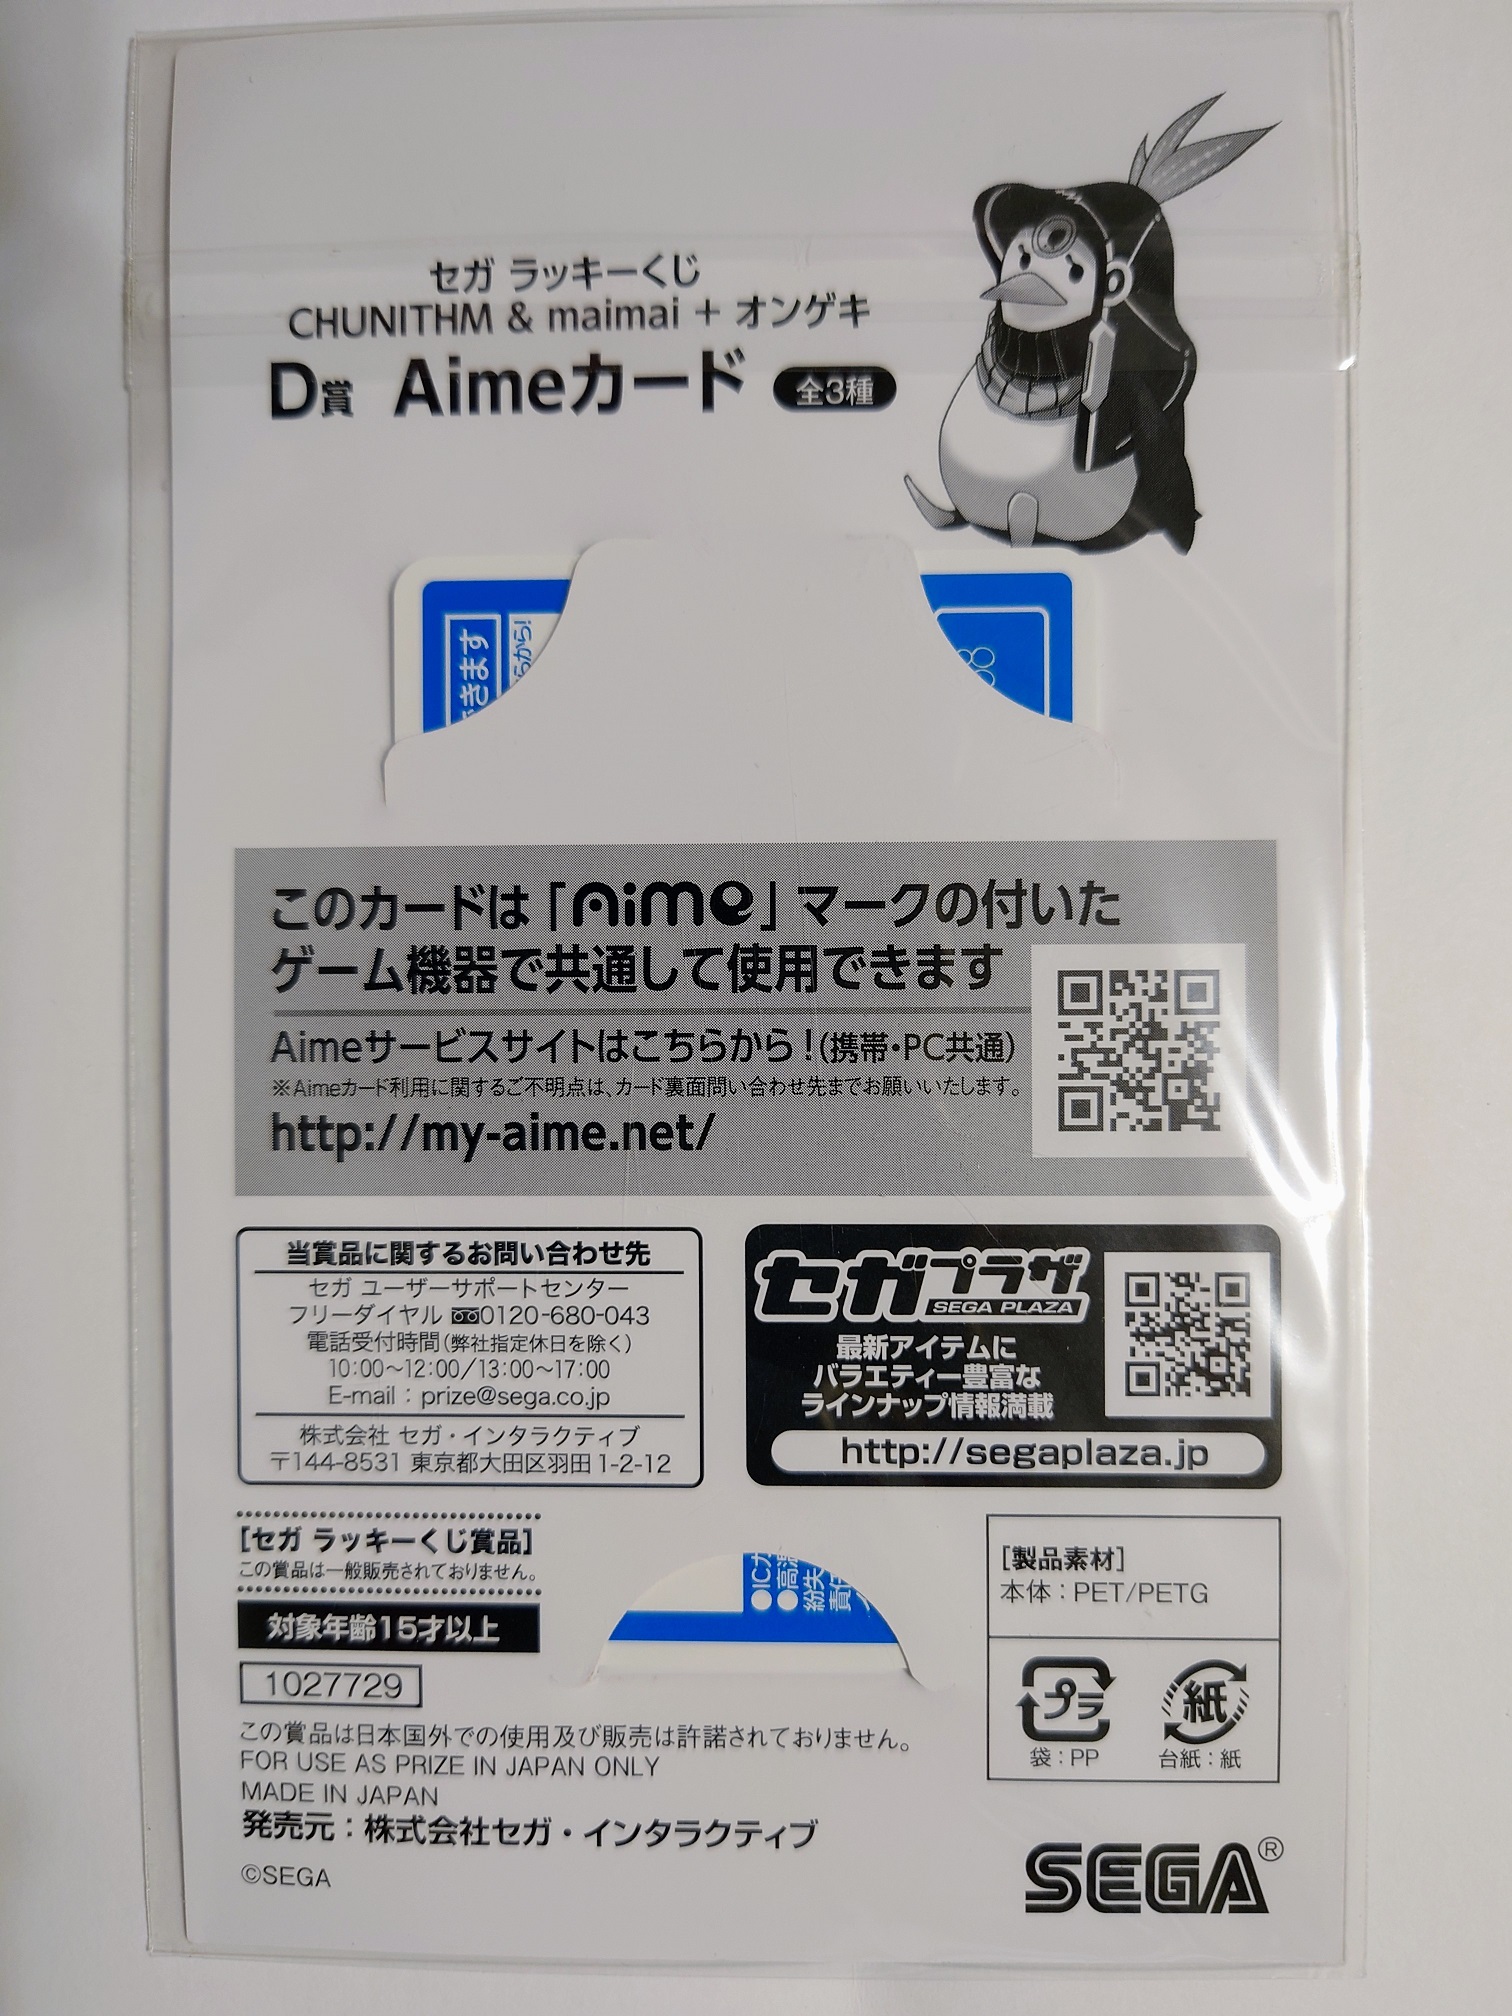 セガ ラッキーくじ
CHUNITHM & maimai + オンゲキ
D賞 Aimeカード 全3種
きます
から!
このカードは「Aime」マークの付いた
ゲーム機器で共通して使用できます
Aimeサービスサイトはこちらから!(携帯・PC共通)
※Aimeカード利用に関するご不明点は、カード裏面問い合わせ先までお願いいたします。
http://my-aime.net/
当賞品に関するお問い合わせ先
セガ ユーザーサポートセンター
フリーダイヤル 0120-680-043
電話受付時間(弊社指定休日を除く)
10:00～12:00/13:00～17:00
E-mail : prize@sega.co.jp
株式会社 セガ・インタラクティブ
〒144-8531 東京都大田区羽田1-2-12
セガプラザ
SEGA PLAZA
最新アイテムに
バラエティー豊富な
ラインナップ情報満載
http://segaplaza.jp
[セガ ラッキーくじ賞品]
この賞品は一般販売されておりません。
対象年齢15才以上
1027729
●IC
●高温
紛失
責任
[製品素材]
本体 : PET/PETG
プラ
紙
袋 : PP
台紙 : 紙
この賞品は日本国外での使用及び販売は許諾されておりません。
FOR USE AS PRIZE IN JAPAN ONLY
MADE IN JAPAN
発売元 : 株式会社セガ・インタラクティブ
©SEGA
SEGA®